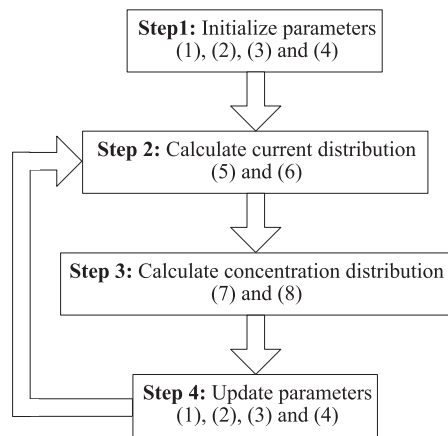 Step1: Initialize parameters
(1), (2), (3) and (4)
Step 2: Calculate current distribution
(5) and (6)
Step 3: Calculate concentration distribution
(7) and (8)
Step 4: Update parameters
(1), (2), (3) and (4)